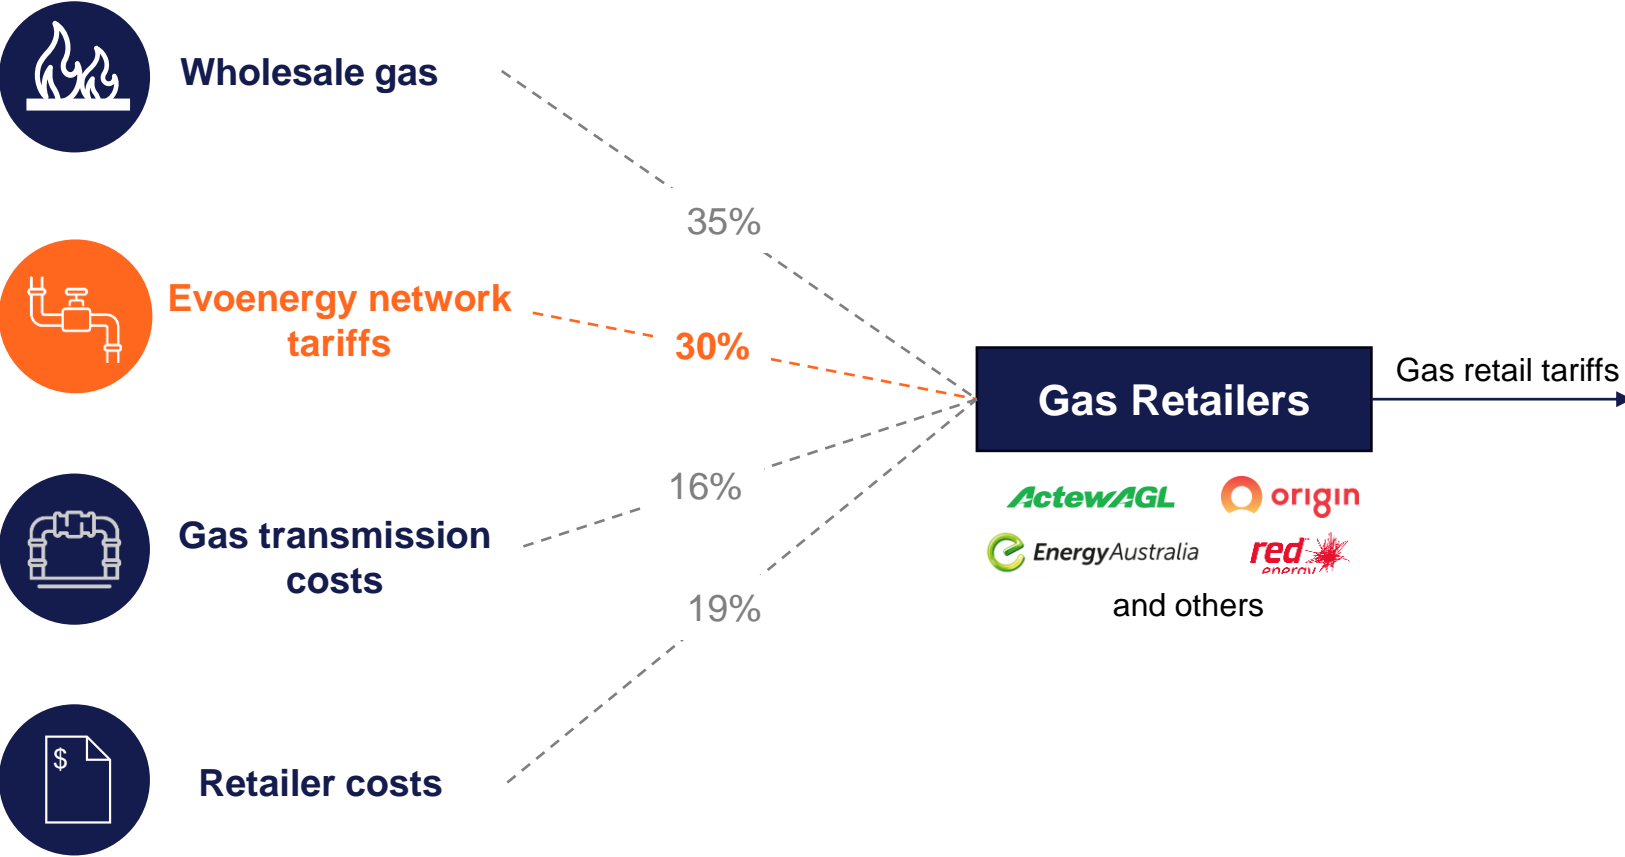 Wholesale gas
35%
Evoenergy network
tariffs
30%
Gas Retailers
Gas retail tariffs
ActewAGL
origin
EnergyAustralia
red
energy
and others
16%
Gas transmission
costs
19%
$
Retailer costs